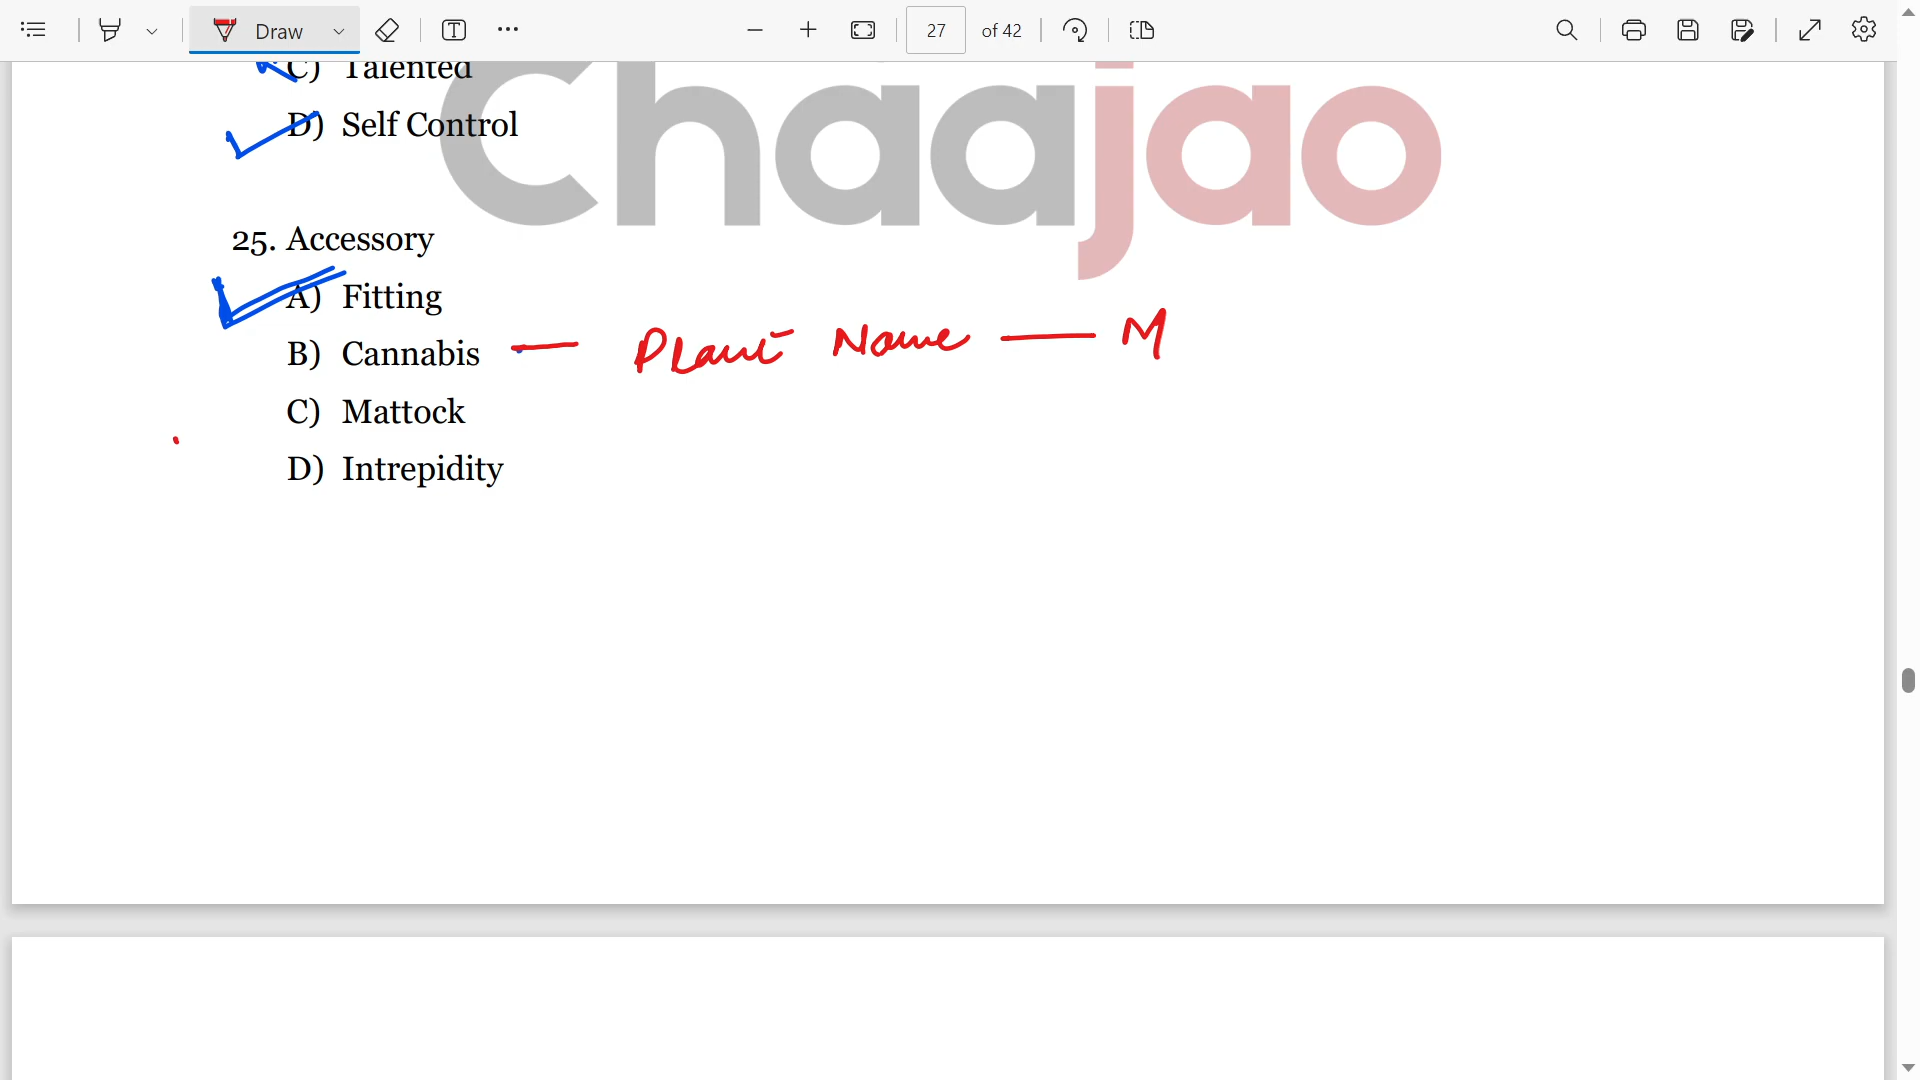 Draw
27 of 42
C) Talented
D) Self Control
Chaajao
25. Accessory
A) Fitting
B) Cannabis — Plant Name — M
C) Mattock
D) Intrepidity